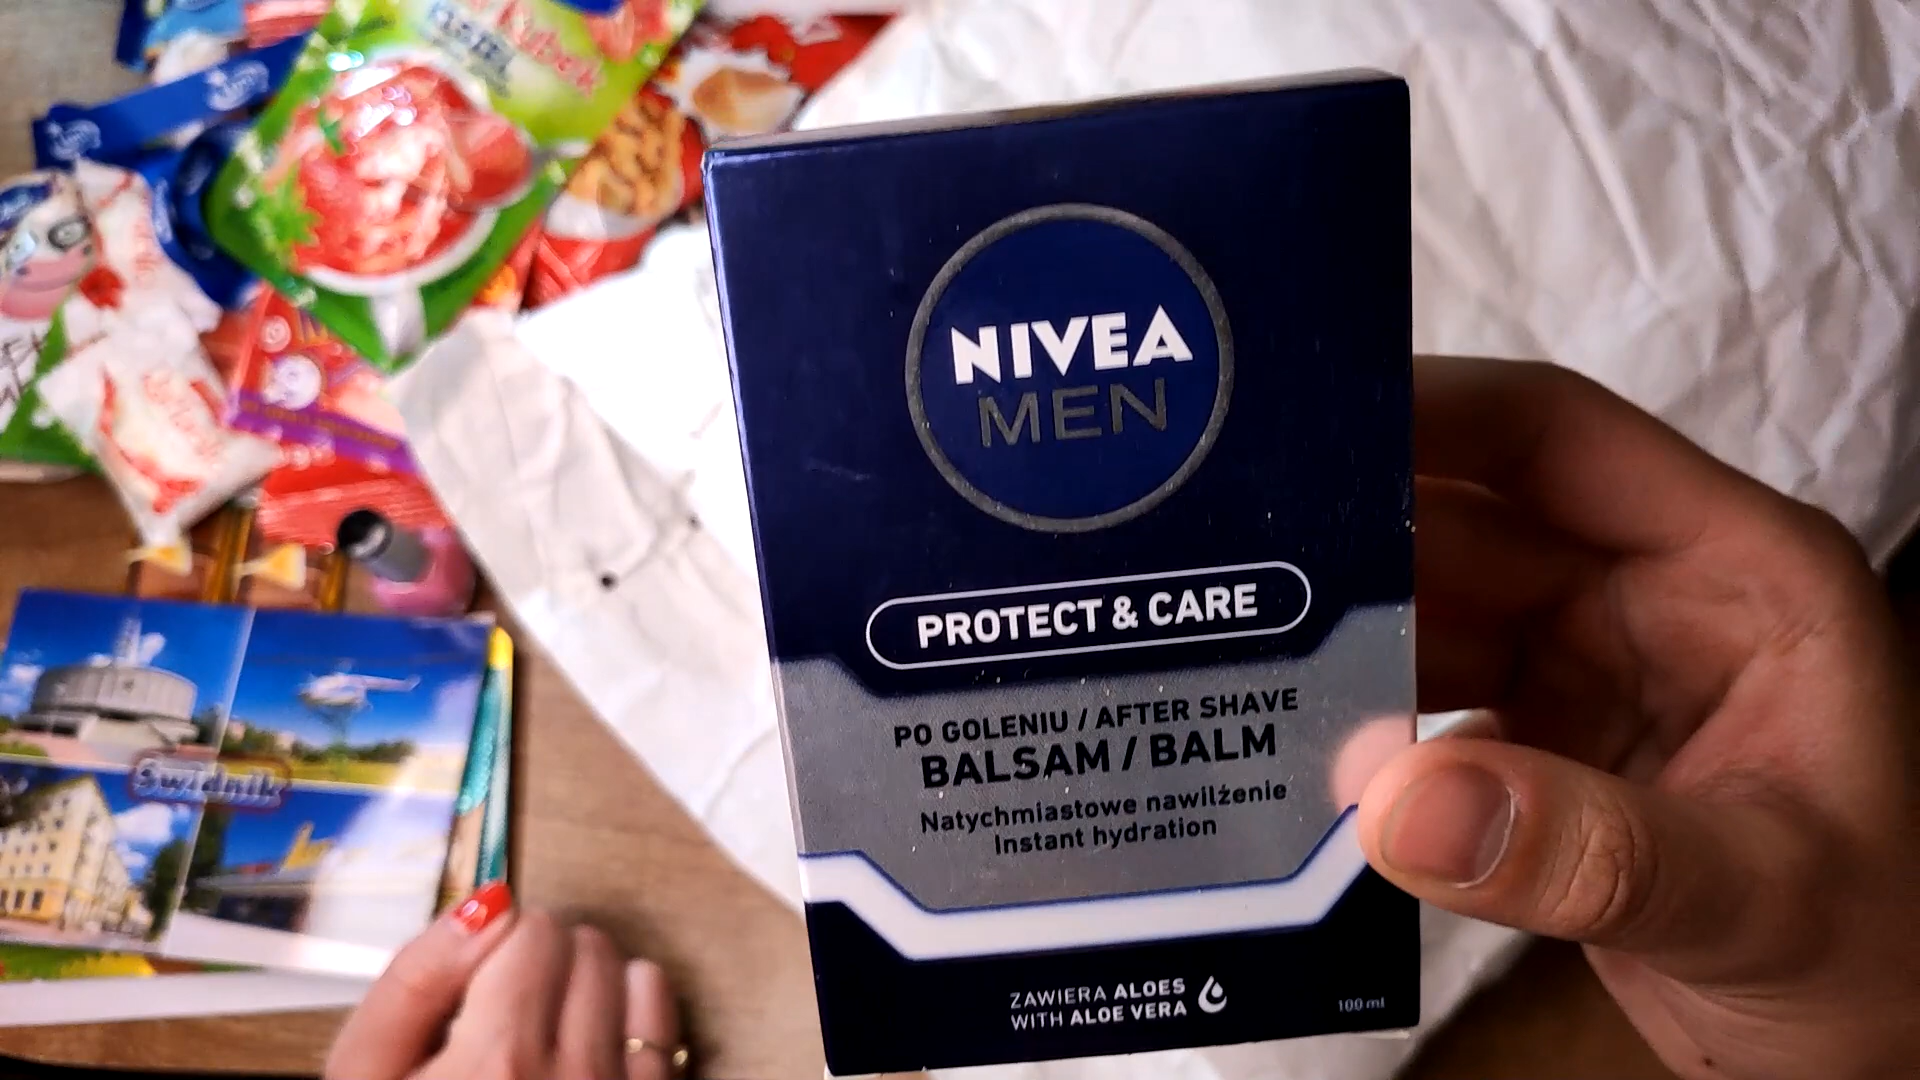 NIVEA
MEN
PROTECT & CARE
PO GOLENIU / AFTER SHAVE
BALSAM / BALM
Natychmiastowe nawilżenie
Instant hydration
ZAWIERA ALOES
WITH ALOE VERA
100 ml
Świdnik